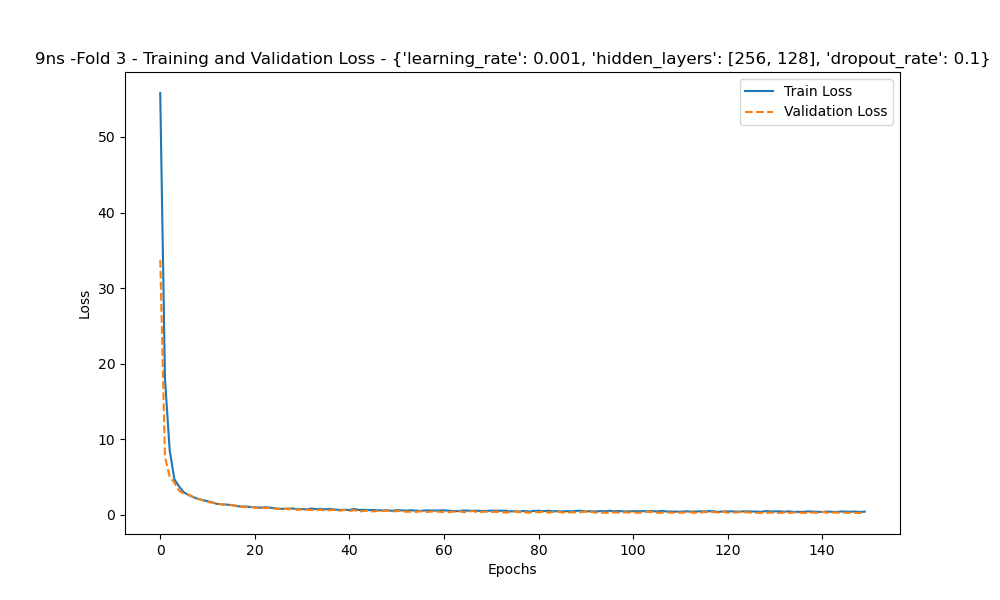 9ns -Fold 3 - Training and Validation Loss - {'learning_rate': 0.001, 'hidden_layers': [256, 128], 'dropout_rate': 0.1}
Train Loss
Validation Loss
50
40
30
20
10
0
Loss
0 20 40 60 80 100 120 140
Epochs